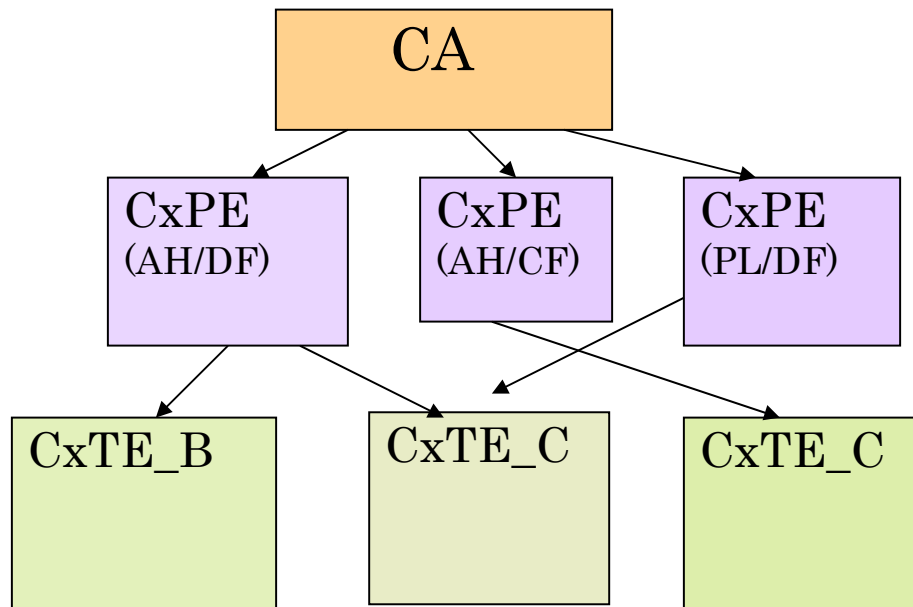 CA
CxPE
(AH/DF)
CxPE
(AH/CF)
CxPE
(PL/DF)
CxTE_B
CxTE_C
CxTE_C